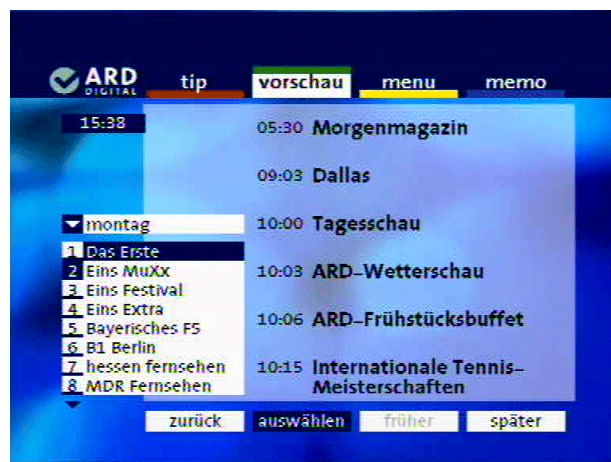 ARD
DIGITAL
tip
vorschau
menu
memo
15:38
05:30 Morgenmagazin
09:03 Dallas
10:00 Tagesschau
10:03 ARD–Wetterschau
10:06 ARD–Frühstücksbuffet
10:15 Internationale Tennis–
Meisterschaften
montag
1 Das Erste
2 Eins MuXx
3 Eins Festival
4 Eins Extra
5 Bayerisches FS
6 B1 Berlin
7 hessen fernsehen
8 MDR Fernsehen
zurück
auswählen
früher
später